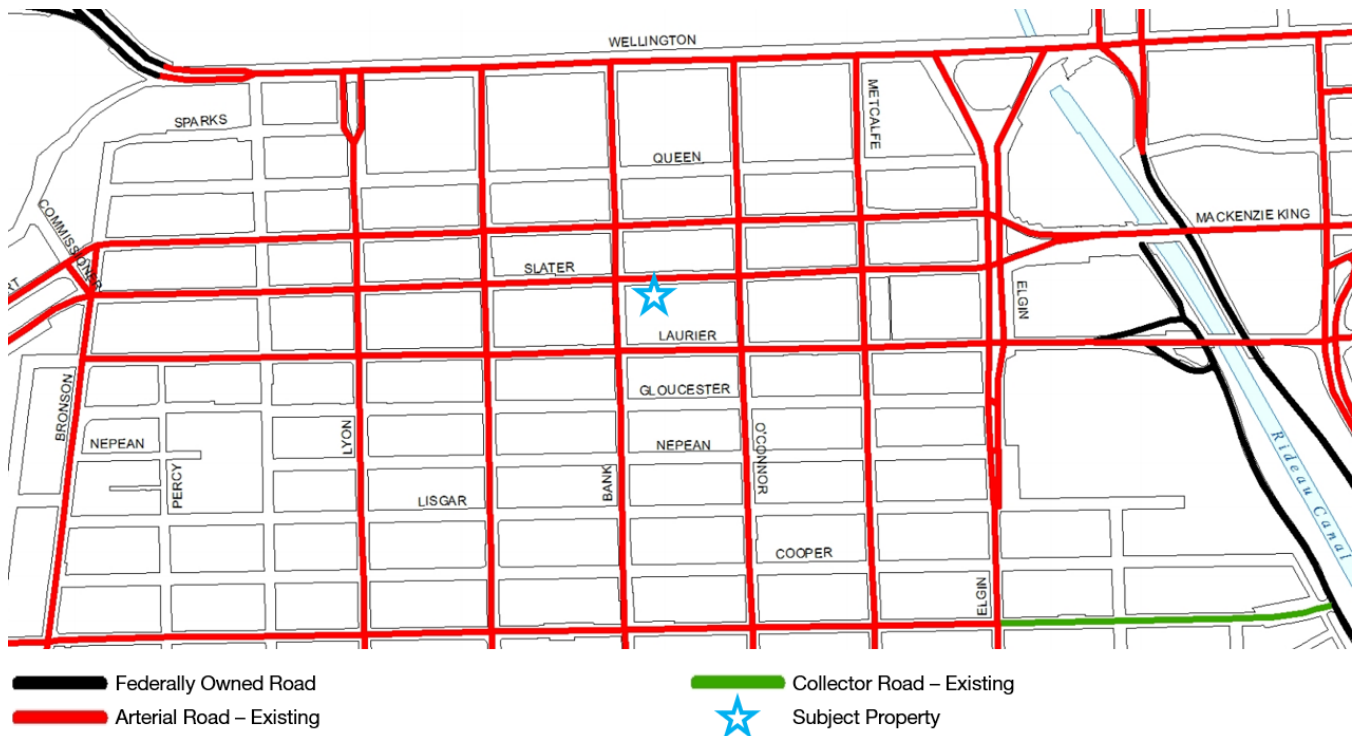 WELLINGTON
METCALFE
SPARKS
QUEEN
COMMISSIONER
MACKENZIE KING
SLATER
RT
ELGIN
LAURIER
GLOUCESTER
BRONSON
LYON
O'CONNOR
NEPEAN
NEPEAN
PERCY
BANK
LISGAR
Rideau Canal
COOPER
ELGIN
Federally Owned Road
Collector Road – Existing
Arterial Road – Existing
Subject Property